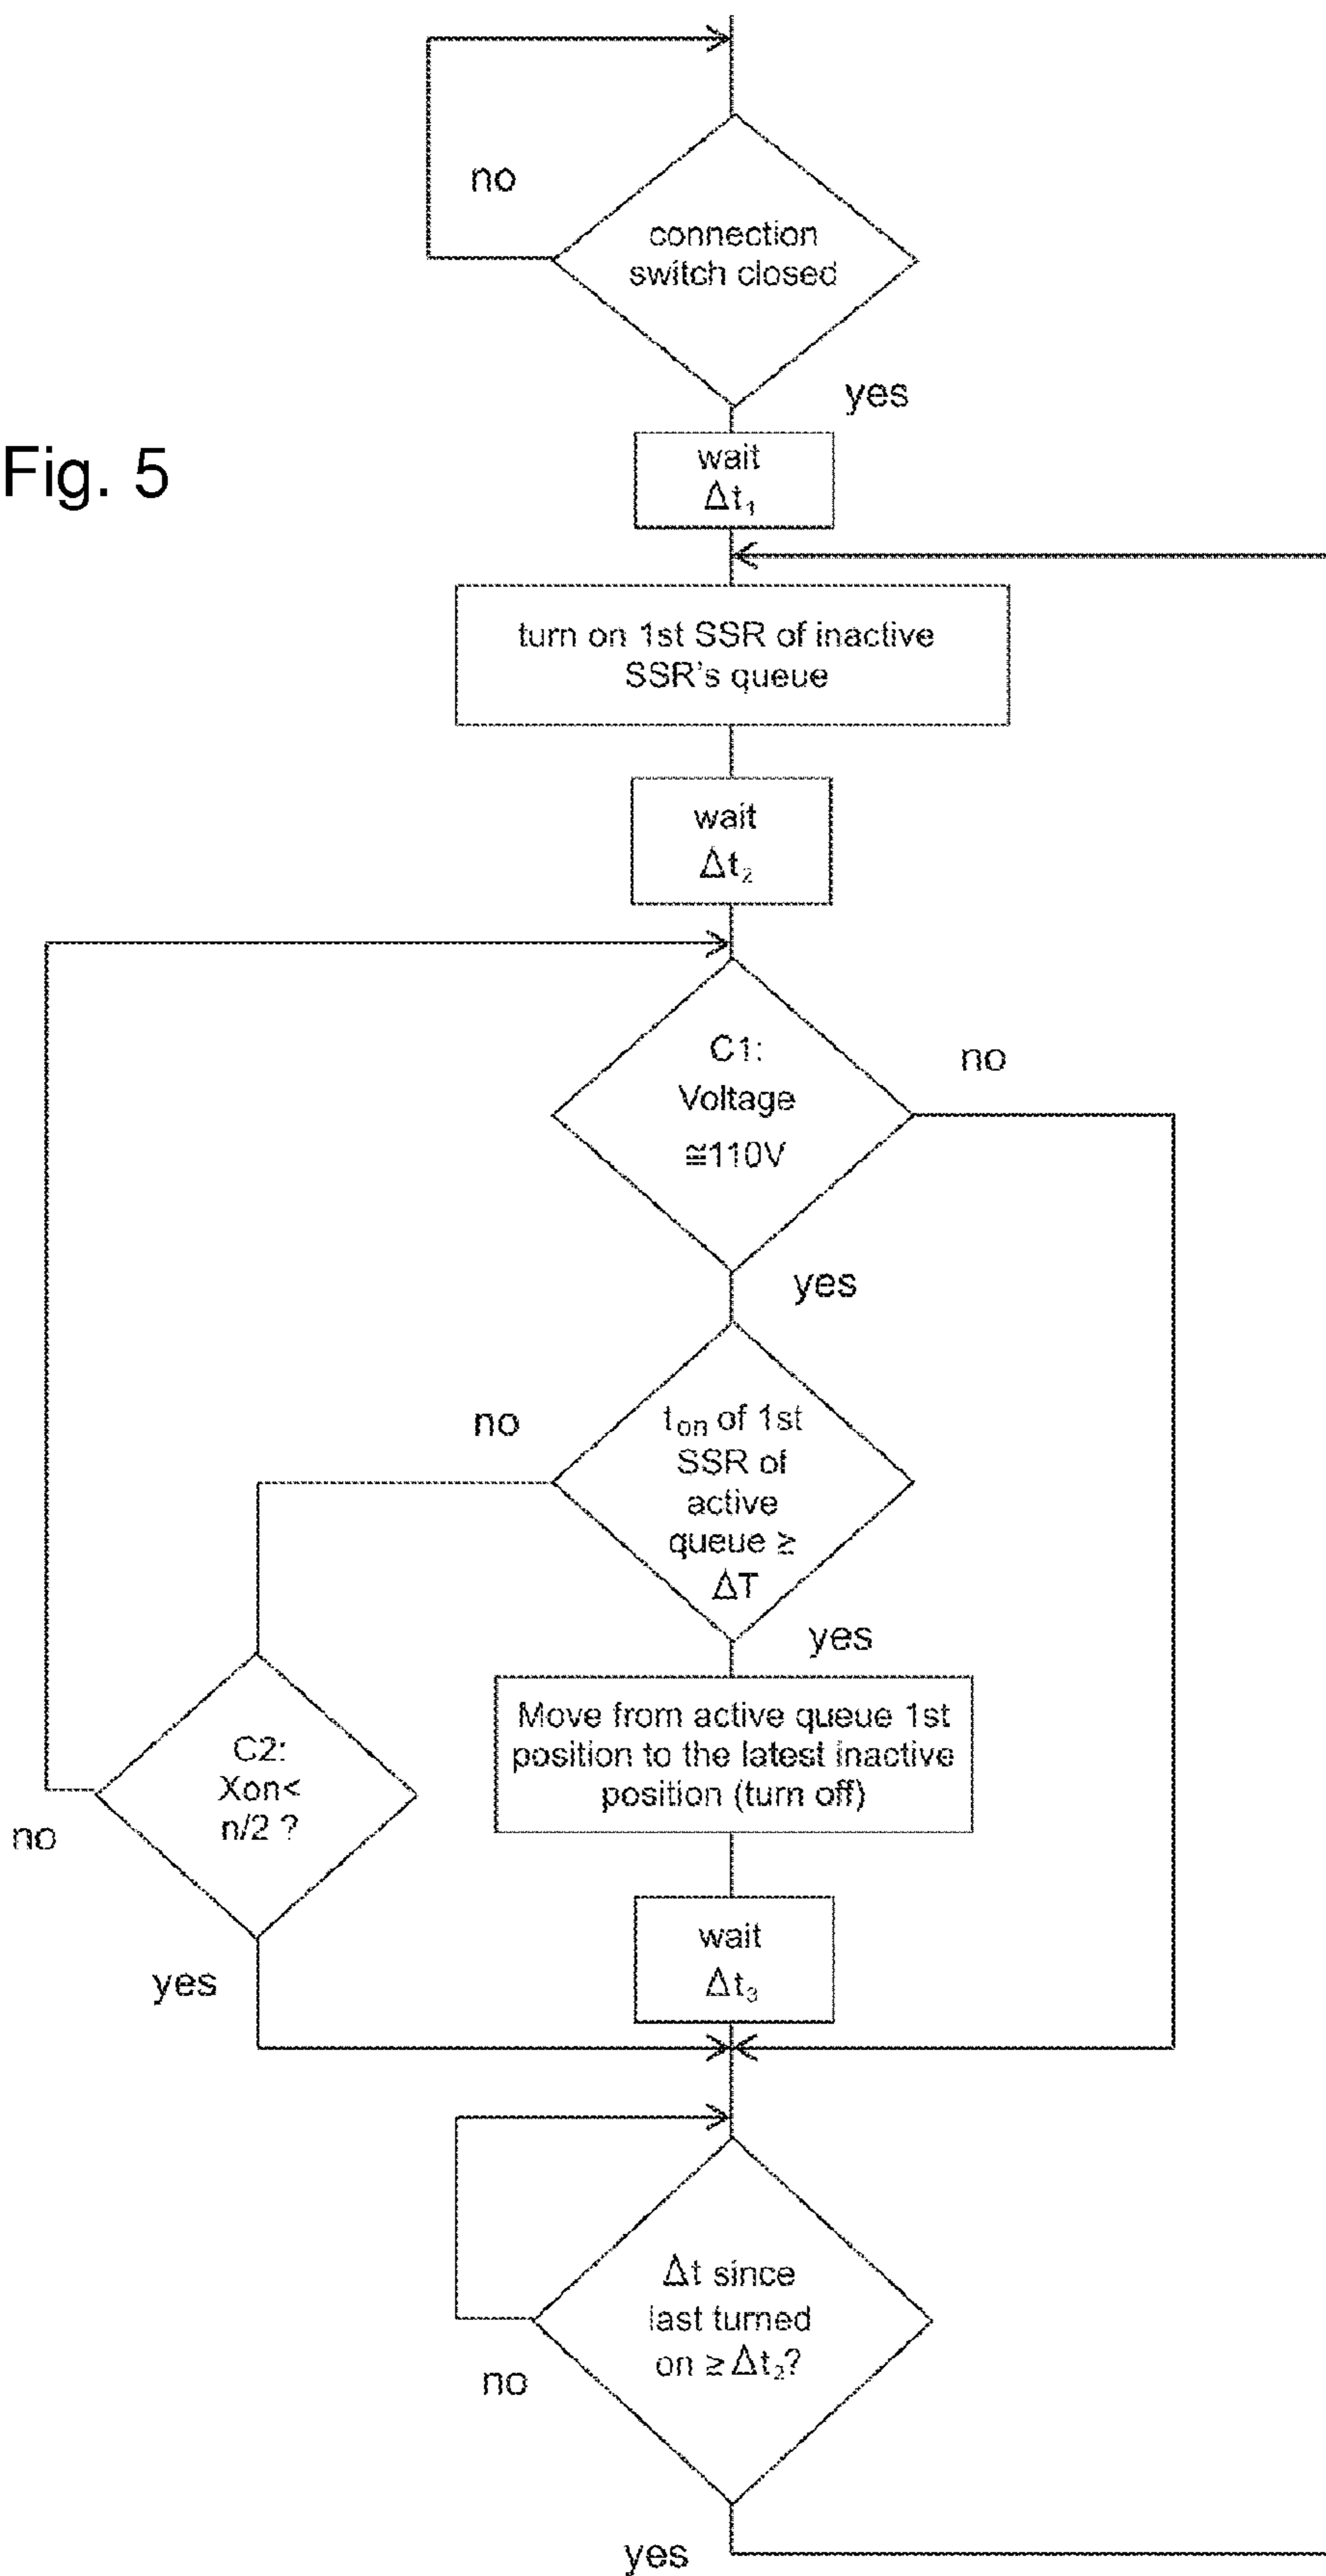 no
connection
switch closed
yes
Fig. 5
wait
Δt₁
turn on 1st SSR of inactive
SSR's queue
wait
Δt₂
C1:
Voltage
≅110V
no
yes
no
tₒₙ of 1st
SSR of
active
queue ≥
ΔT
yes
Move from active queue 1st
position to the latest inactive
position (turn off)
C2:
Xon<
n/2 ?
no
wait
Δt₃
yes
Δt since
last turned
on ≥ Δt₂?
no
yes